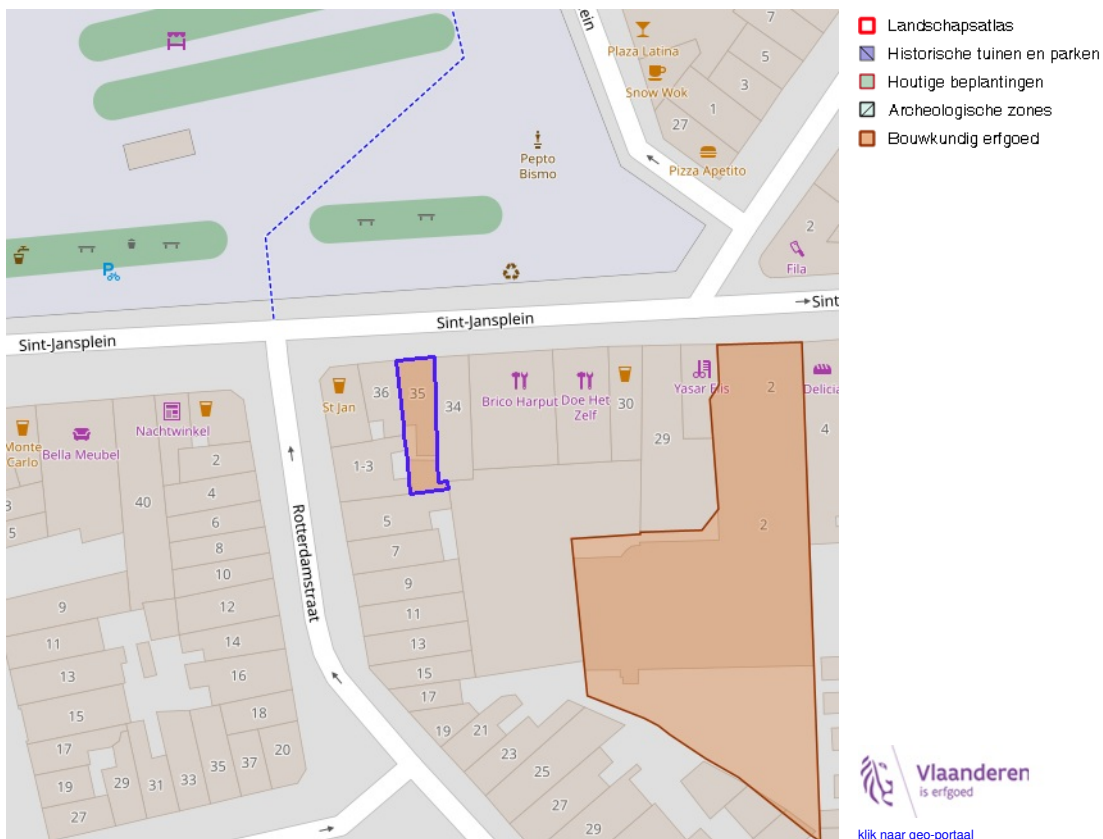 ein
7
Plaza Latina
5
Snow Wok
3
1
27
Pepto
Bismo
Pizza Apetito
2
Fila
P
Sint-Jansplein
Sint-Jansplein
Sint
St Jan
36
35
34
Brico Harput
Doe Het
Zelf
30
Yasar
29
2
Delicia
4
Nachtwinkel
Monte
Carlo
Bella Meubel
2
1-3
4
40
6
5
5
8
7
10
9
2
Rotterdamstraat
9
12
11
11
14
13
13
16
15
15
18
17
17
19
21
20
23
19
29
31
33
35
37
25
27
27
29
Landschapsatlas
Historische tuinen en parken
Houtige beplantingen
Archeologische zones
Bouwkundig erfgoed
Vlaanderen
is erfgoed
klik naar geo-portaal